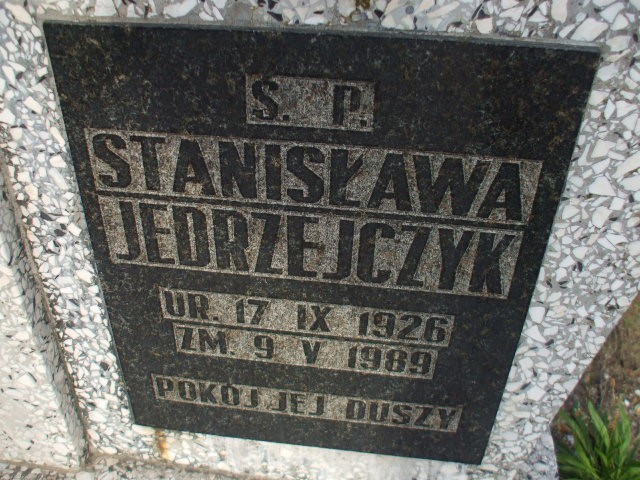 S. P.
STANISŁAWA
JEDRZEJCZYK
UR. 17 IX 1926
ZM. 9 V 1989
POKÓJ JEJ DUSZY